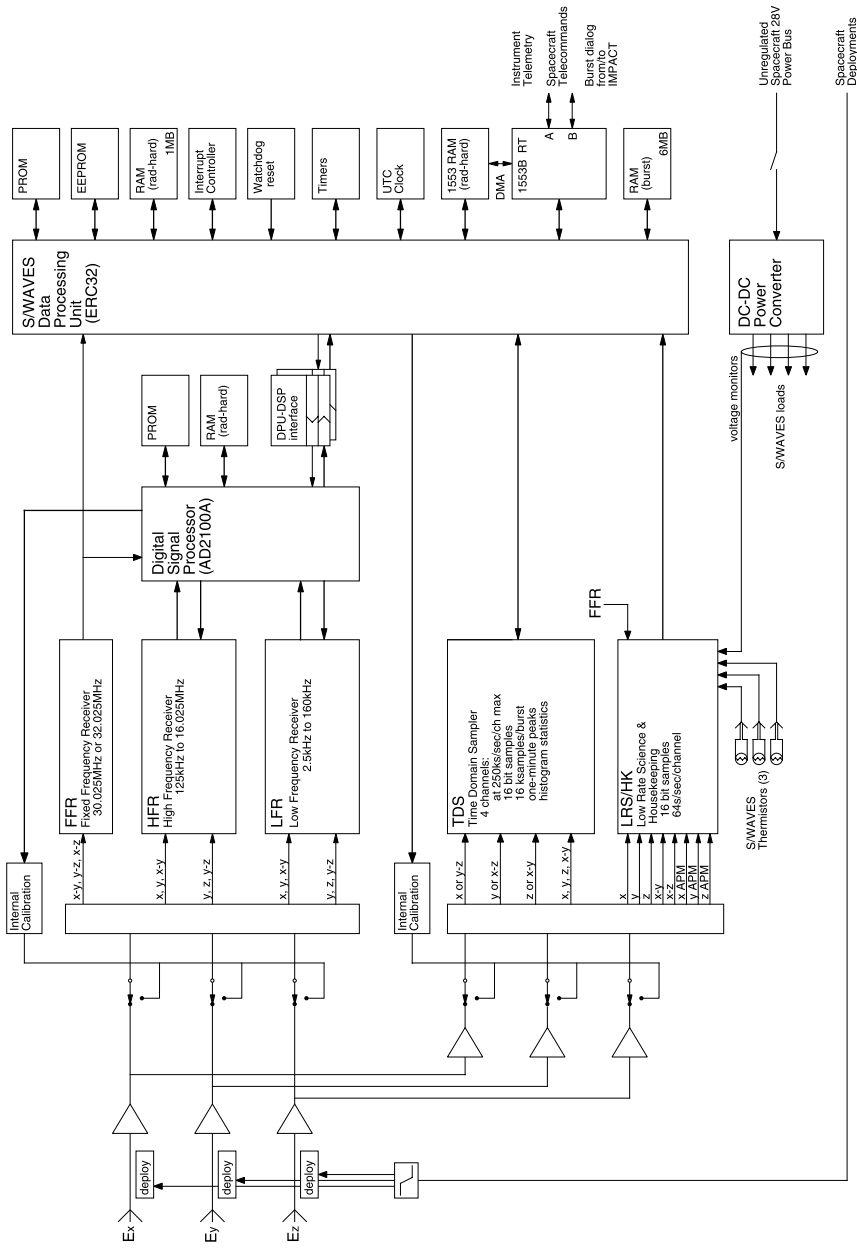 Ex
Ey
Ez
deploy
deploy
deploy
Internal
Calibration
Internal
Calibration
x-y, y-z, x-z
x, y, x-y
y, z, y-z
x, y, x-y
y, z, y-z
x or y-z
y or x-z
z or x-y
x, y, z, x-y
x
y
z
x-y
x-z
x APM
y APM
z APM
FFR
Fixed Frequency Receiver
30.025MHz or 32.025MHz
HFR
High Frequency Receiver
125kHz to 16.025MHz
LFR
Low Frequency Receiver
2.5kHz to 160kHz
TDS
Time Domain Sampler
4 channels:
at 250ks/sec/ch max
16 bit samples
16 ksamples/burst
one-minute peaks
histogram statistics
LRS/HK
Low Rate Science &
Housekeeping
16 bit samples
64s/sec/channel
FFR
S/WAVES
Thermistors (3)
Digital
Signal
Processor
(AD2100A)
PROM
RAM
(rad-hard)
DPU-DSP
interface
S/WAVES
Data
Processing
Unit
(ERC32)
PROM
EEPROM
RAM
(rad-hard)
1MB
Interrupt
Controller
Watchdog
reset
Timers
UTC
Clock
1553 RAM
(rad-hard)
DMA
1553B RT
A
B
RAM
(burst)
6MB
Instrument
Telemetry
Spacecraft
Telecommands
Burst dialog
from/to
IMPACT
voltage monitors
S/WAVES loads
DC-DC
Power
Converter
Unregulated
Spacecraft 28V
Power Bus
Spacecraft
Deployments